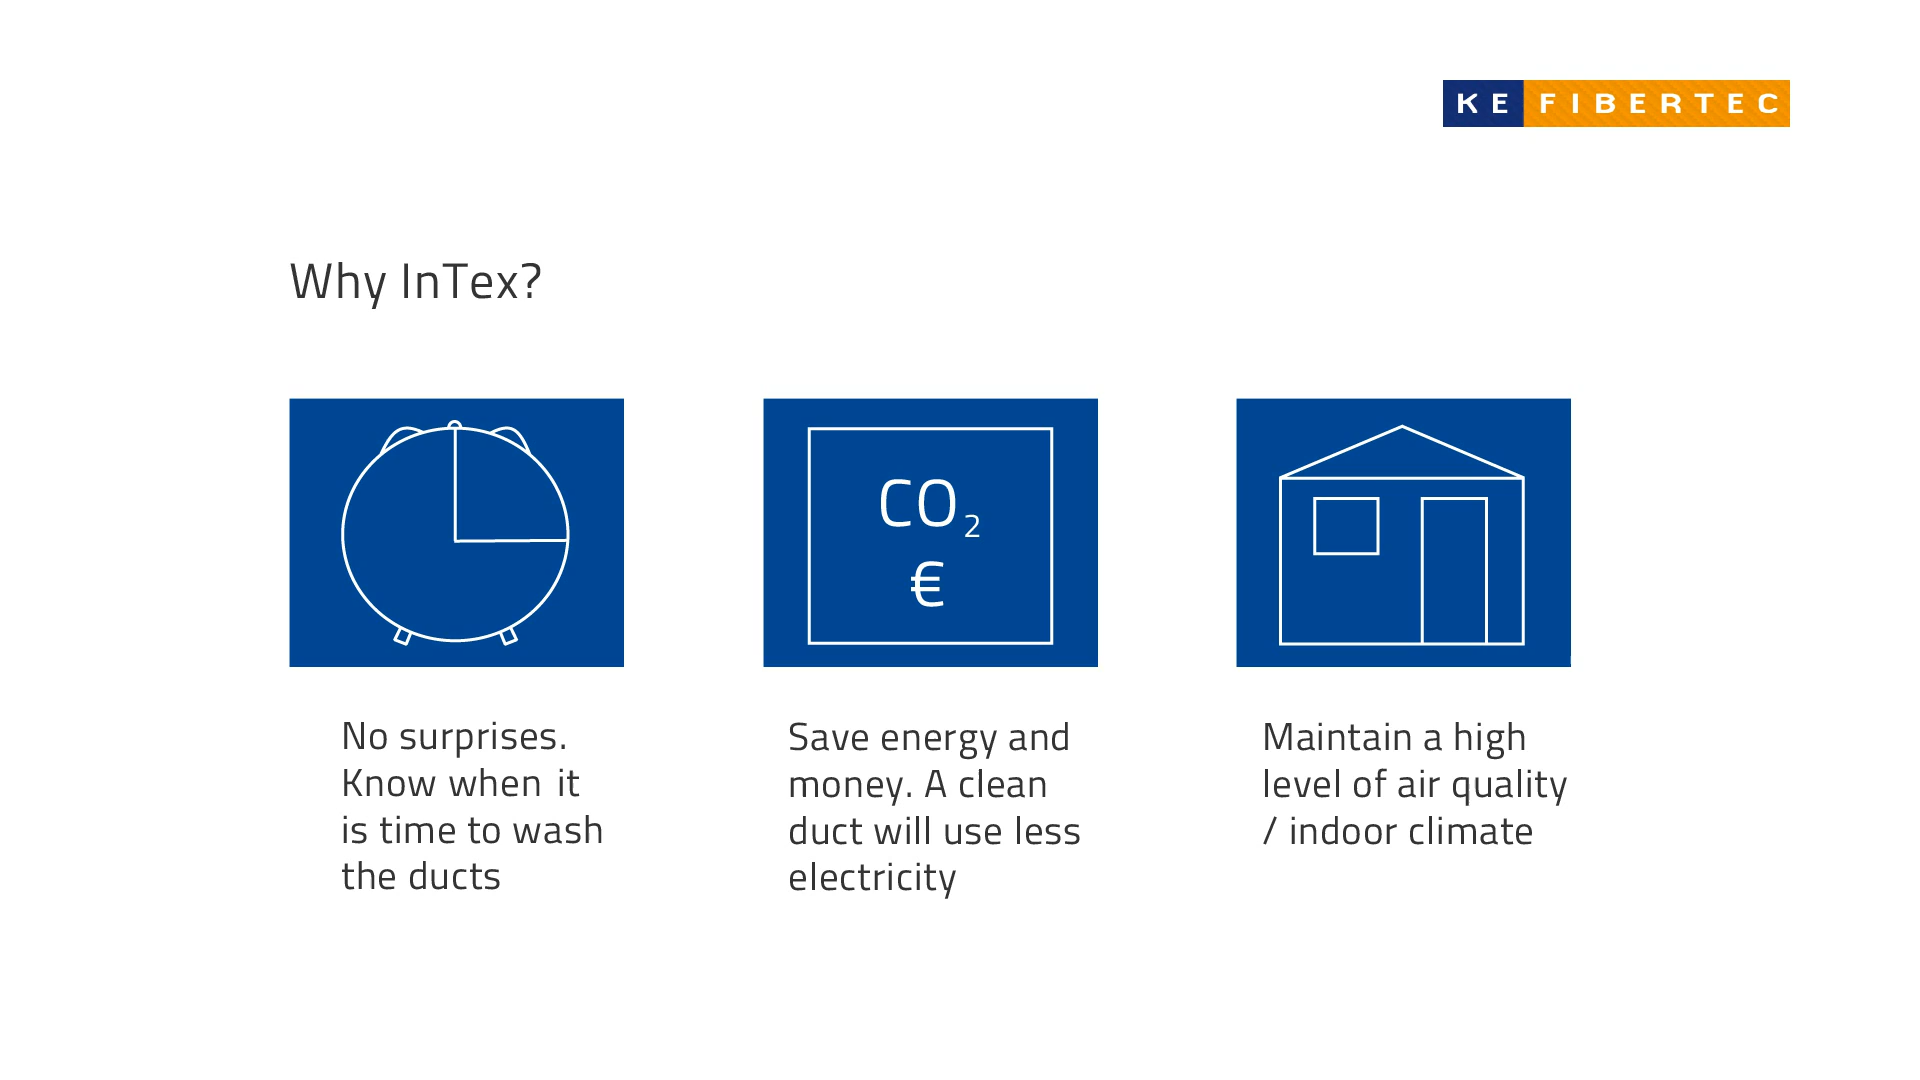 KE FIBERTEC
Why InTex?
CO₂
€
No surprises.
Know when it
is time to wash
the ducts
Save energy and
money. A clean
duct will use less
electricity
Maintain a high
level of air quality
/ indoor climate